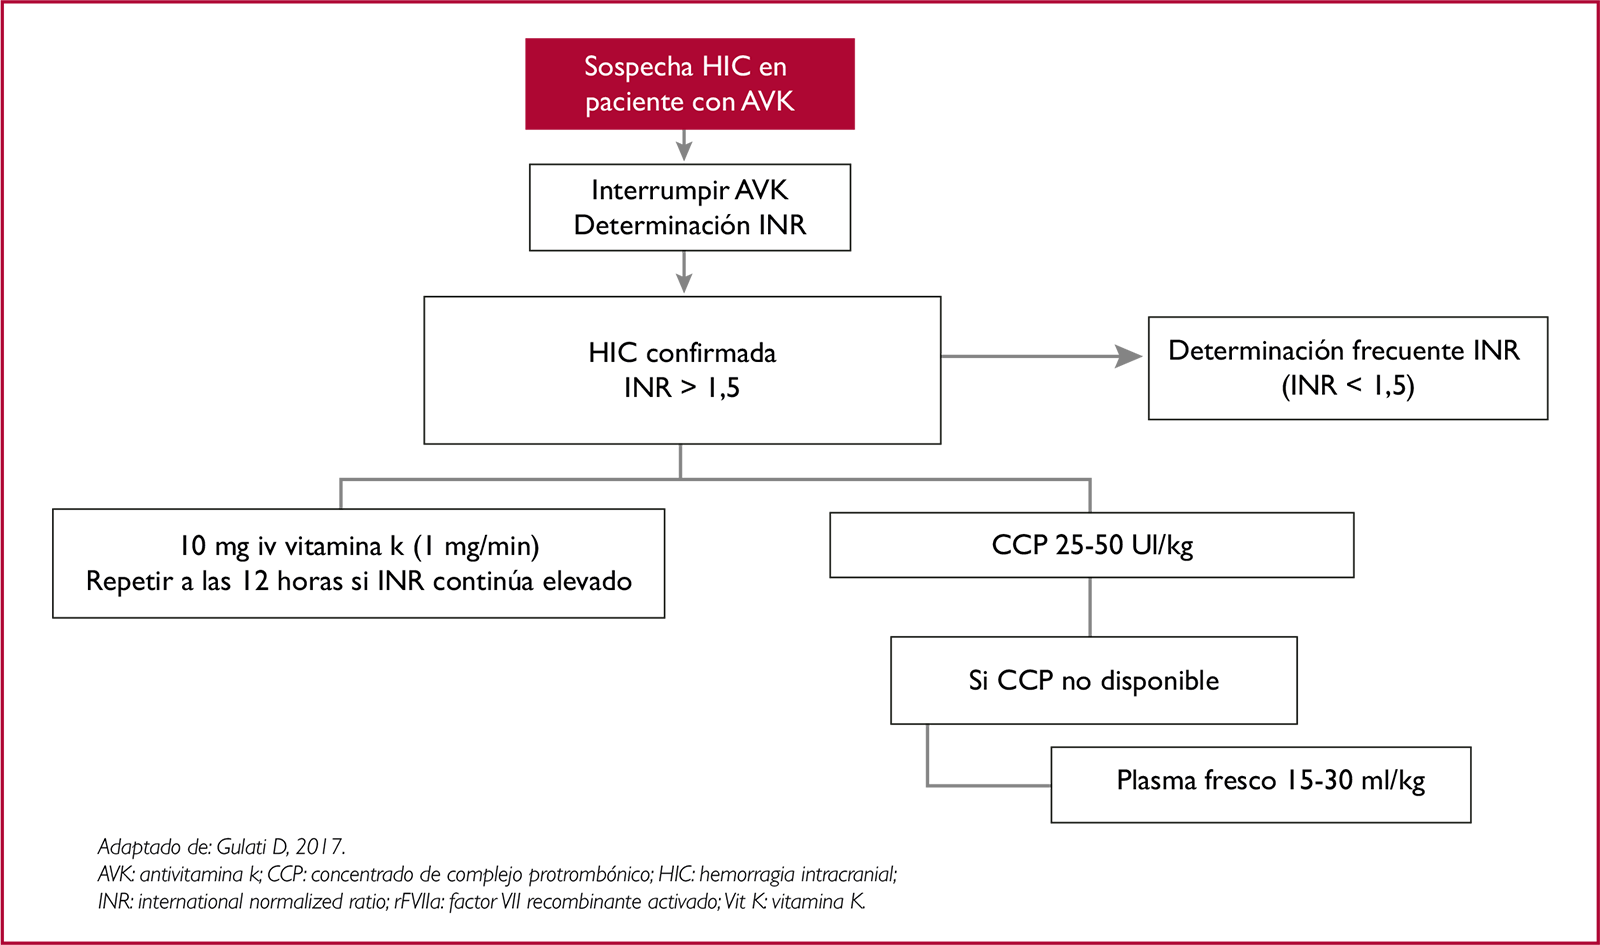 Sospecha HIC en
paciente con AVK
Interrumpir AVK
Determinación INR
HIC confirmada
INR > 1,5
Determinación frecuente INR
(INR < 1,5)
10 mg iv vitamina k (1 mg/min)
Repetir a las 12 horas si INR continúa elevado
CCP 25-50 UI/kg
Si CCP no disponible
Plasma fresco 15-30 ml/kg
Adaptado de: Gulati D, 2017.
AVK: antivitamina k; CCP: concentrado de complejo protrombónico; HIC: hemorragia intracranial;
INR: international normalized ratio; rFVIIa: factor VII recombinante activado; Vit K: vitamina K.